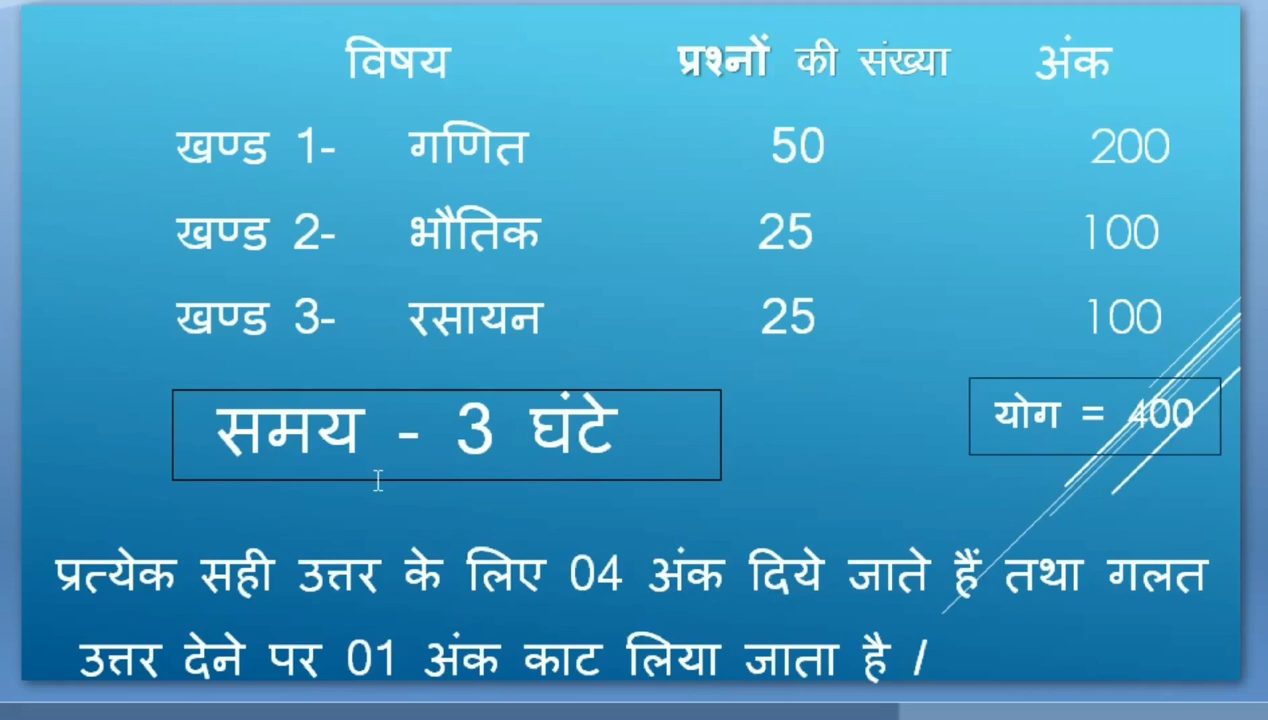 विषय प्रश्नों की संख्या अंक
खण्ड 1- गणित 50 200
खण्ड 2- भौतिक 25 100
खण्ड 3- रसायन 25 100
समय - 3 घंटे
योग = 400
प्रत्येक सही उत्तर के लिए 04 अंक दिये जाते हैं तथा गलत
उत्तर देने पर 01 अंक काट लिया जाता है /